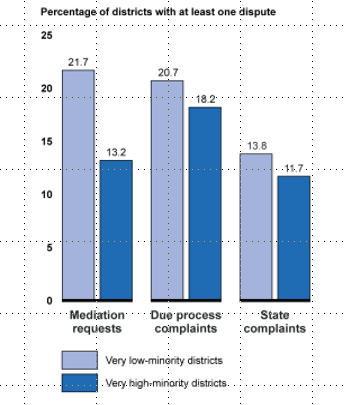 Percentage of districts with at least one dispute
25
20
15
10
5
0
21.7
13.2
20.7
18.2
13.8
11.7
Mediation
requests
Due process
complaints
State
complaints
Very low-minority districts
Very high-minority districts